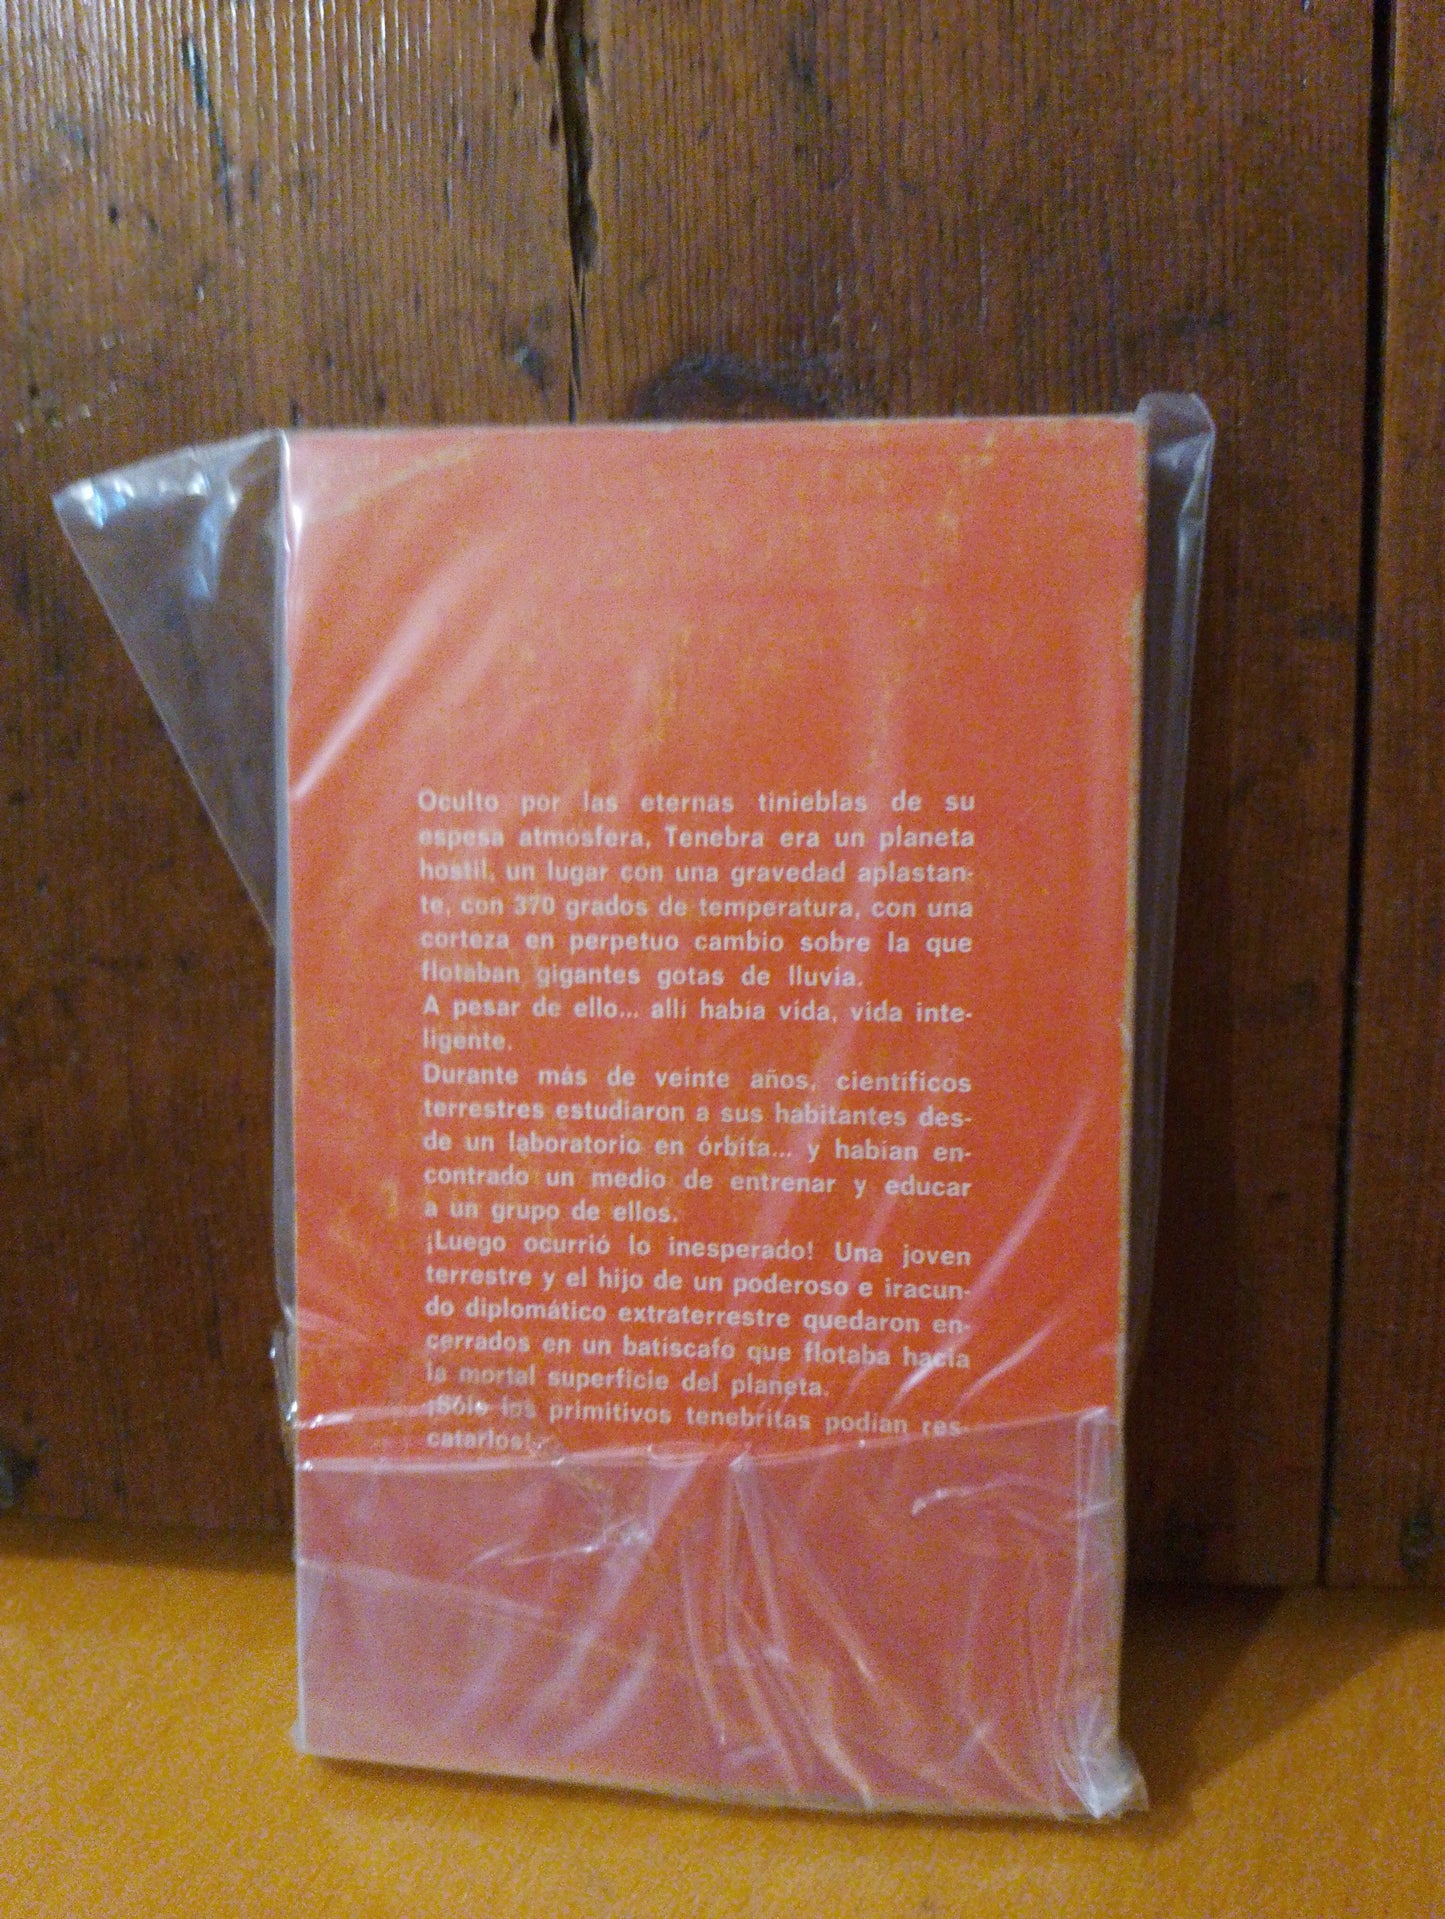 Oculto por las eternas tinieblas de su
espesa atmósfera, Tenebra era un planeta
hostil, un lugar con una gravedad aplastan-
te, con 370 grados de temperatura, con una
corteza en perpetuo cambio sobre la que
flotaban gigantes gotas de lluvia.
A pesar de ello... allí había vida, vida inte-
ligente.
Durante más de veinte años, científicos
terrestres estudiaron a sus habitantes des-
de un laboratorio en órbita... y habían en-
contrado un medio de entrenar y educar
a un grupo de ellos.
¡Luego ocurrió lo inesperado! Una joven
terrestre y el hijo de un poderoso e iracun-
do diplomático extraterrestre quedaron en-
cerrados en un batiscafo que flotaba hacia
la mortal superficie del planeta.
¡Sólo los primitivos tenebritas podían res-
catarlos!